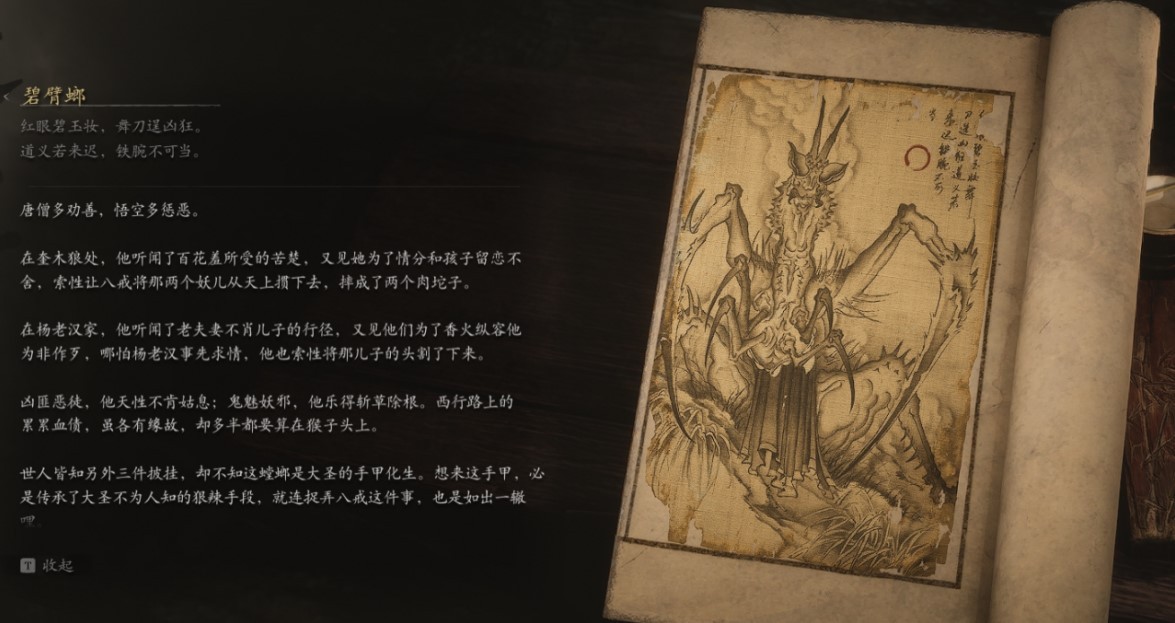 碧臂螂
红眼碧玉妆，舞刀逞凶狂。
道义若来迟，铁腕不可当。
唐僧多劝善，悟空多惩恶。
在奎木狼处，他听闻了百花羞所受的苦楚，又见她为了情分和孩子留恋不
舍，索性让八戒将那两个妖儿从天上掼下去，摔成了两个肉坨子。
在杨老汉家，他听闻了老夫妻不肖儿子的行径，又见他们为了香火纵容他
为非作歹，哪怕杨老汉事先求情，他也索性将那儿子的头割了下来。
凶匪恶徒，他天性不肯姑息；鬼魅妖邪，他乐得斩草除根。西行路上的
累累血债，虽各有缘故，却多半都要算在猴子头上。
世人皆知另外三件披挂，却不知这螳螂是大圣的手甲化生。想来这手甲，必
是传承了大圣不为人知的狠辣手段，就连捉弄八戒这件事，也是如出一辙
哩。
T 收起